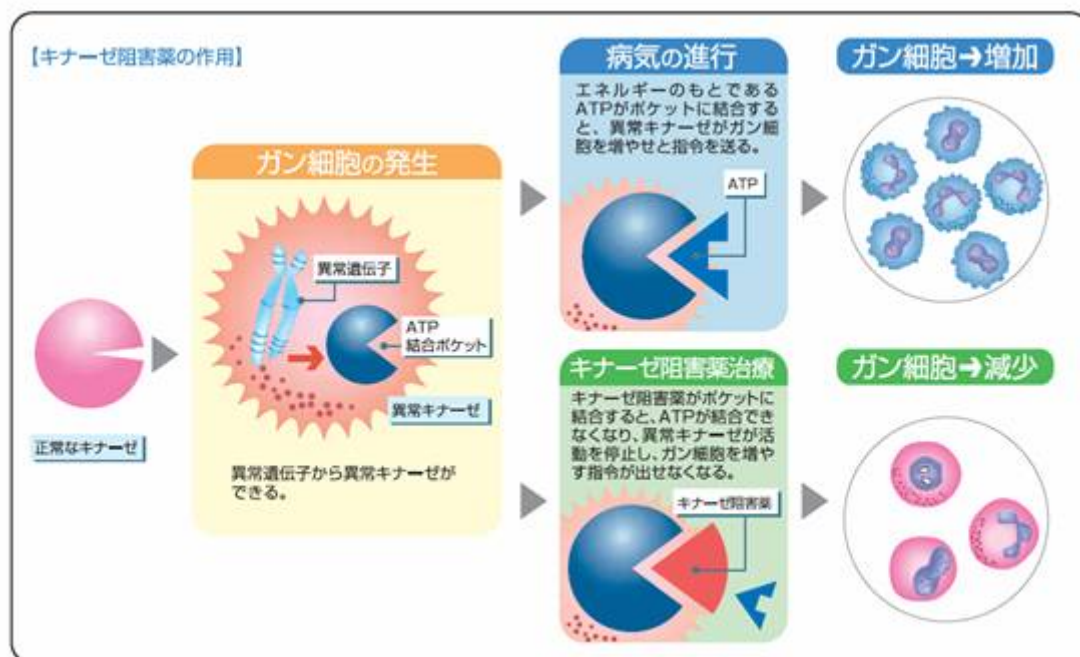 【キナーゼ阻害薬の作用】
正常なキナーゼ
ガン細胞の発生
異常遺伝子
ATP
結合ポケット
異常キナーゼ
異常遺伝子から異常キナーゼが
できる。
病気の進行
エネルギーのもとである
ATPがポケットに結合する
と、異常キナーゼがガン細
胞を増やせと指令を送る。
ATP
ガン細胞→増加
キナーゼ阻害薬治療
キナーゼ阻害薬がポケットに
結合すると、ATPが結合でき
なくなり、異常キナーゼが活
動を停止し、ガン細胞を増や
す指令が出せなくなる。
キナーゼ阻害薬
ガン細胞→減少